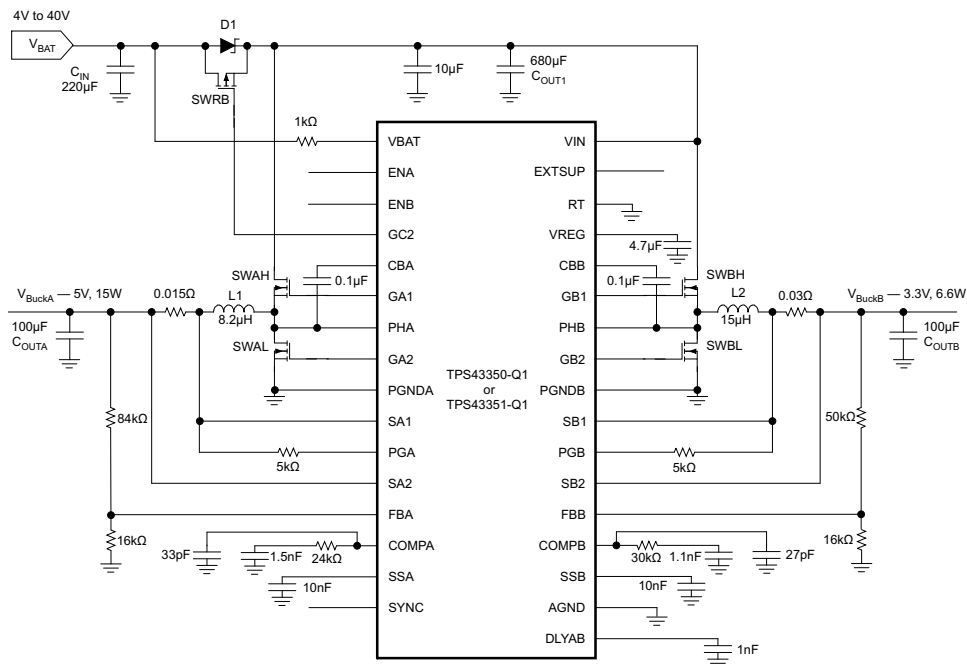 4V to 40V
D1
V_BAT
C_IN
220µF
SWRB
10µF
680µF
C_OUT1
1kΩ
VBAT
VIN
ENA
EXTSUP
ENB
RT
GC2
VREG
4.7µF
SWAH
CBA
CBB
SWBH
0.1µF
0.1µF
V_BuckA — 5V, 15W
0.015Ω
L1
8.2µH
GA1
GB1
L2
15µH
0.03Ω
V_BuckB — 3.3V, 6.6W
100µF
C_OUTA
PHA
PHB
100µF
C_OUTB
SWAL
GA2
GB2
SWBL
TPS43350-Q1
or
TPS43351-Q1
PGNDA
PGNDB
84kΩ
SA1
SB1
50kΩ
5kΩ
PGA
PGB
5kΩ
SA2
SB2
FBA
FBB
16kΩ
33pF
1.5nF
24kΩ
COMPA
COMPB
30kΩ
1.1nF
27pF
16kΩ
10nF
SSA
SSB
10nF
SYNC
AGND
DLYAB
1nF